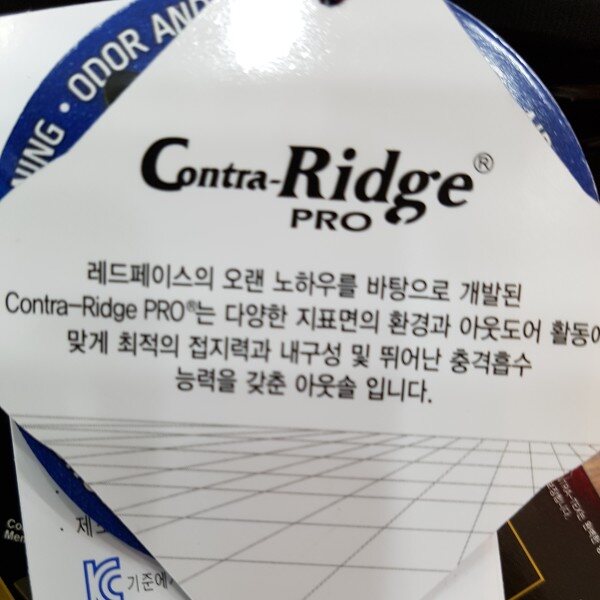 NING • ODOR AND
Contra-Ridge®
PRO
레드페이스의 오랜 노하우를 바탕으로 개발된
Contra-Ridge PRO®는 다양한 지표면의 환경과 아웃도어 활동에
맞게 최적의 접지력과 내구성 및 뛰어난 충격흡수
능력을 갖춘 아웃솔 입니다.
기준에